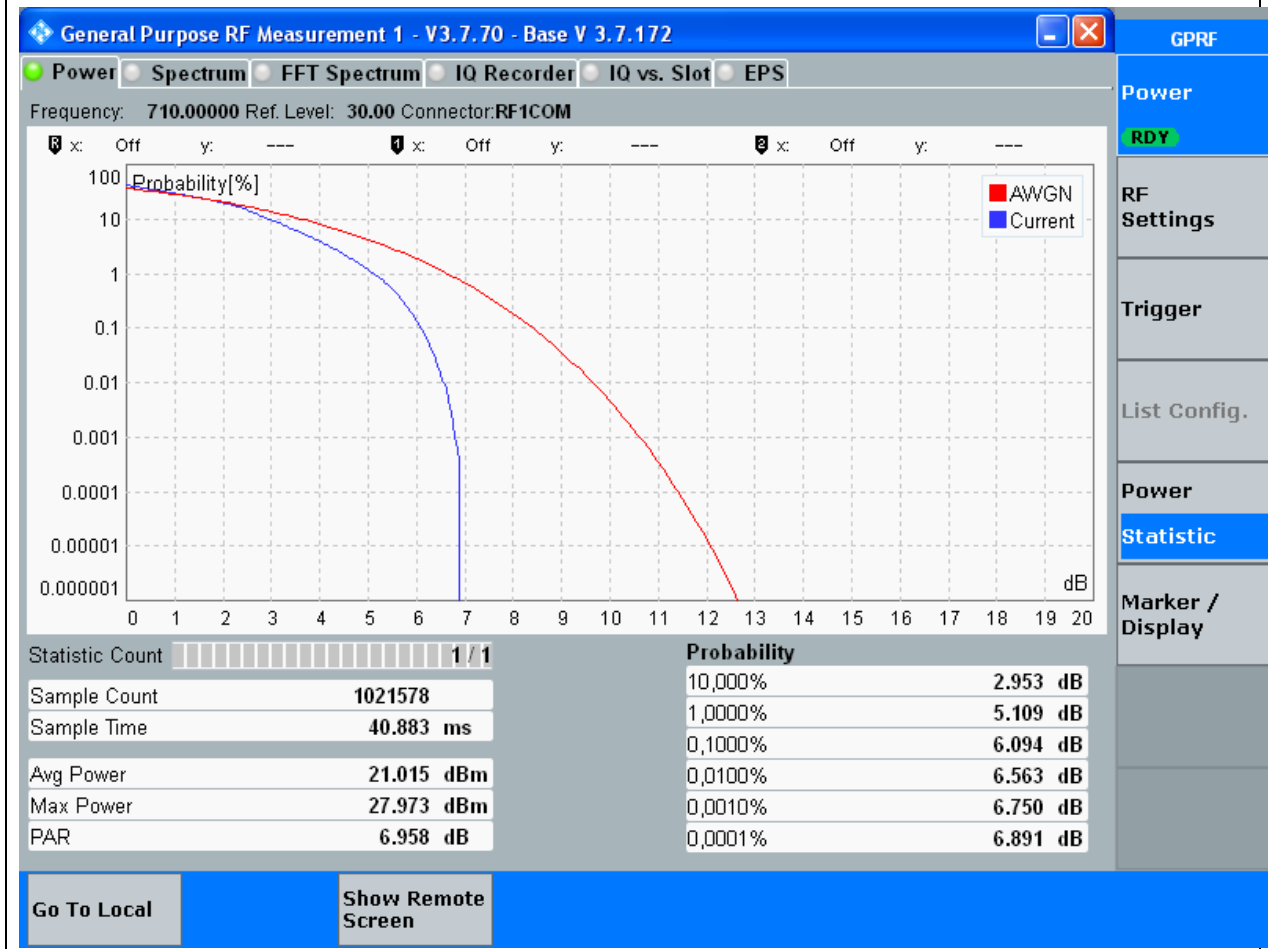 General Purpose RF Measurement 1 - V3.7.70 - Base V 3.7.172
GPRF
Power Spectrum FFT Spectrum IQ Recorder IQ vs. Slot EPS
Frequency: 710.00000 Ref. Level: 30.00 Connector:RF1COM
R x: Off y: --- 1 x: Off y: --- 2 x: Off y: ---
Probability[%]
AWGN
Current
100
10
1
0.1
0.01
0.001
0.0001
0.00001
0.000001
dB
0 1 2 3 4 5 6 7 8 9 10 11 12 13 14 15 16 17 18 19 20
Statistic Count 1 / 1
Sample Count 1021578
Sample Time 40.883 ms
Avg Power 21.015 dBm
Max Power 27.973 dBm
PAR 6.958 dB
Probability
10,000% 2.953 dB
1,0000% 5.109 dB
0,1000% 6.094 dB
0,0100% 6.563 dB
0,0010% 6.750 dB
0,0001% 6.891 dB
Power
RDY
RF
Settings
Trigger
List Config.
Power
Statistic
Marker /
Display
Go To Local
Show Remote
Screen